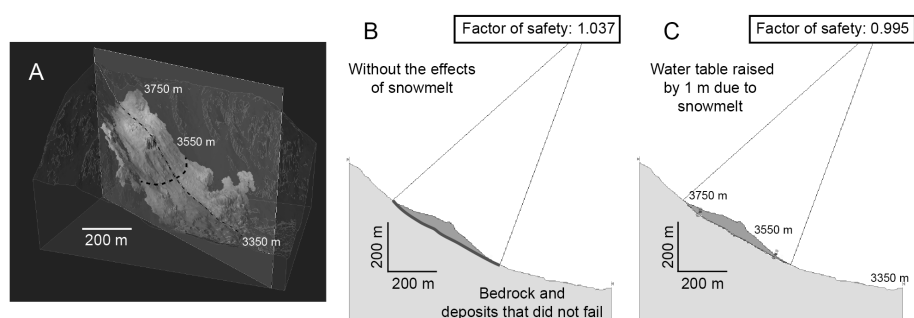 A
3750 m
3550 m
3350 m
200 m
B
Factor of safety: 1.037
Without the effects
of snowmelt
200 m
200 m
Bedrock and
deposits that did not fail
C
Factor of safety: 0.995
Water table raised
by 1 m due to
snowmelt
3750 m
3550 m
200 m
200 m
3350 m